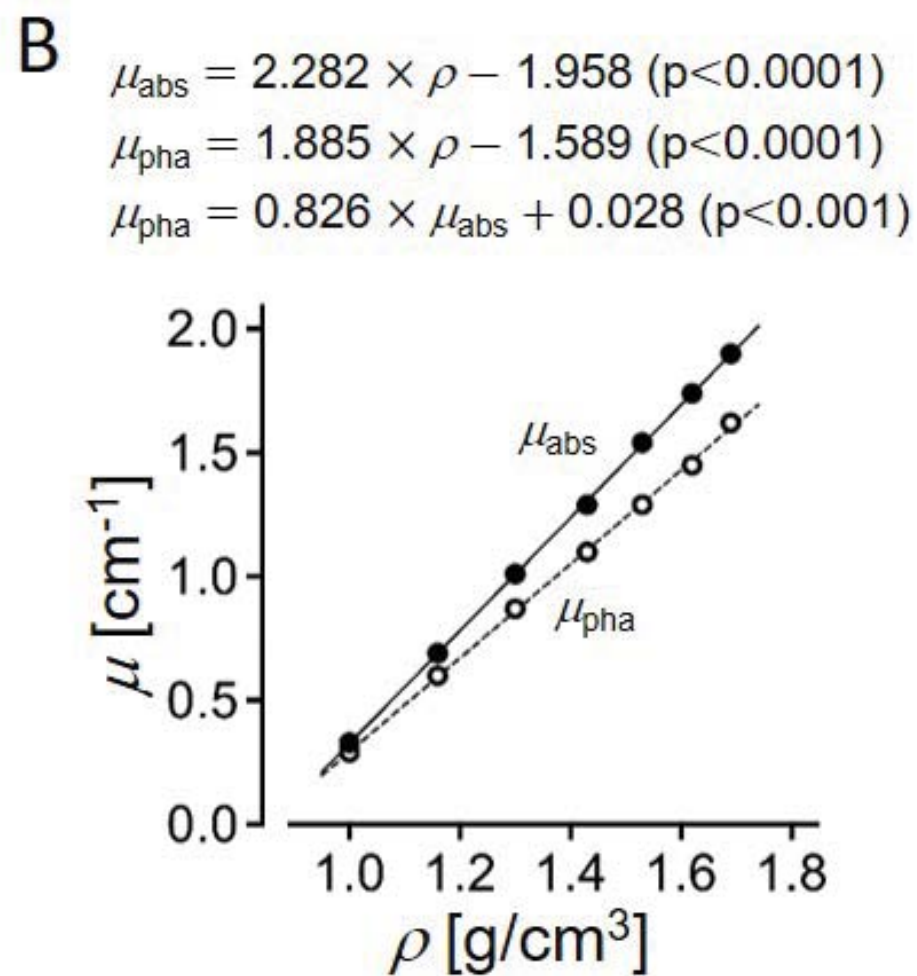 B
μabs = 2.282 × ρ – 1.958 (p<0.0001)
μpha = 1.885 × ρ – 1.589 (p<0.0001)
μpha = 0.826 × μabs + 0.028 (p<0.001)
2.0
1.5
1.0
0.5
0.0
μ [cm-1]
μabs
μpha
1.0 1.2 1.4 1.6 1.8
ρ [g/cm3]